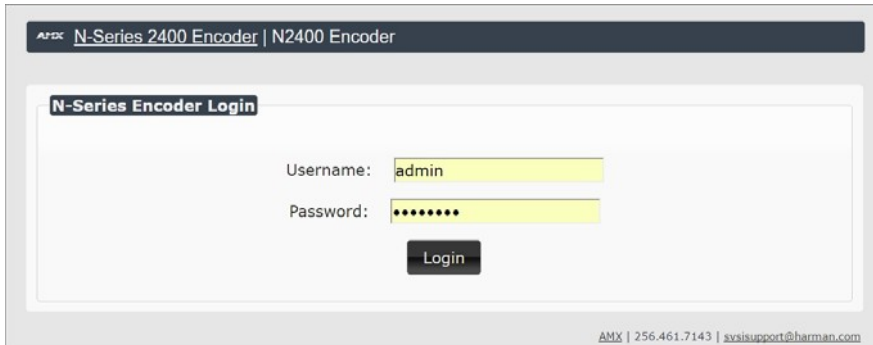 AMX N-Series 2400 Encoder | N2400 Encoder
N-Series Encoder Login
Username: admin
Password: ••••••••
Login
AMX | 256.461.7143 | svsisupport@harman.com